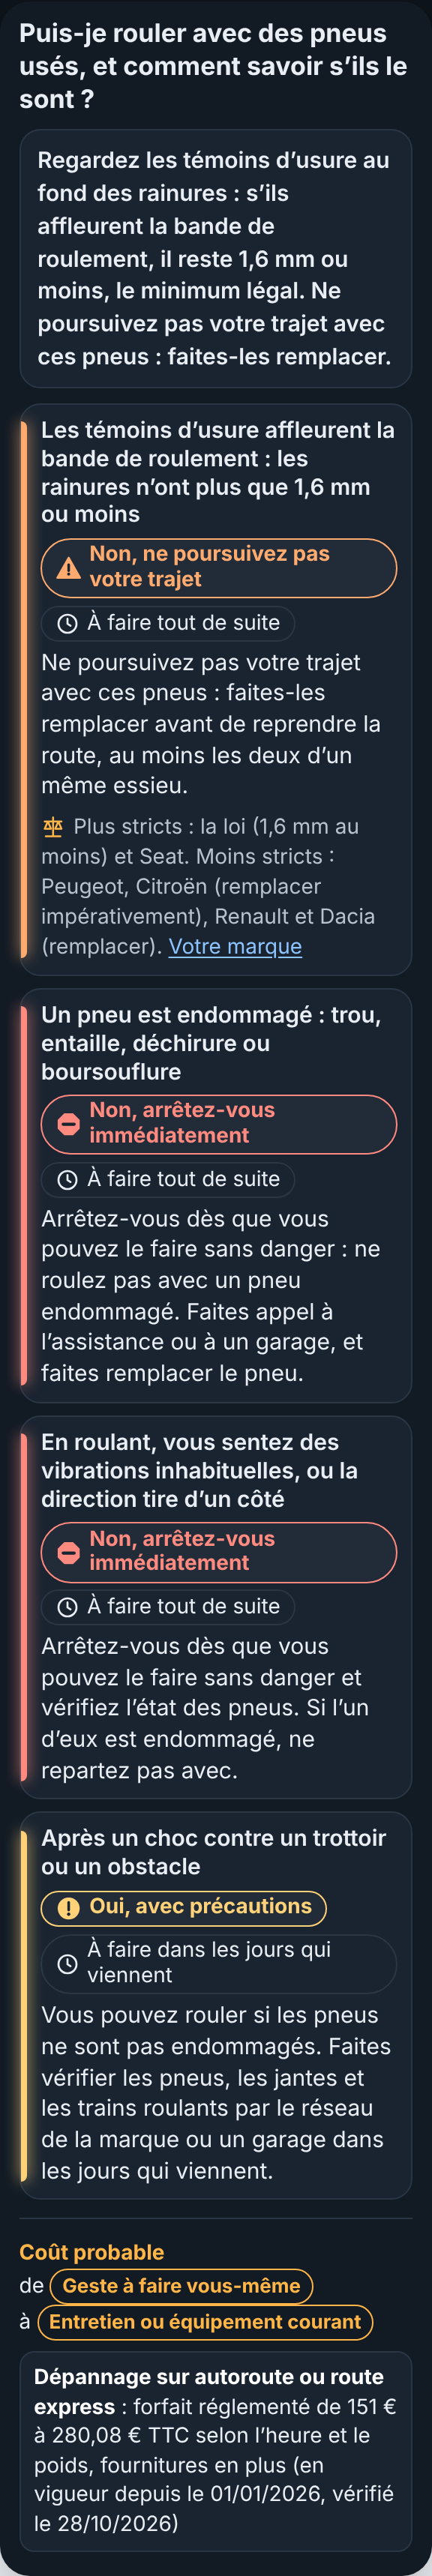 Puis-je rouler avec des pneus
usés, et comment savoir s’ils le
sont ?
Regardez les témoins d’usure au
fond des rainures : s’ils
affleurent la bande de
roulement, il reste 1,6 mm ou
moins, le minimum légal. Ne
poursuivez pas votre trajet avec
ces pneus : faites-les remplacer.
Les témoins d’usure affleurent la
bande de roulement : les
rainures n’ont plus que 1,6 mm
ou moins
Non, ne poursuivez pas
votre trajet
À faire tout de suite
Ne poursuivez pas votre trajet
avec ces pneus : faites-les
remplacer avant de reprendre la
route, au moins les deux d’un
même essieu.
Plus stricts : la loi (1,6 mm au
moins) et Seat. Moins stricts :
Peugeot, Citroën (remplacer
impérativement), Renault et Dacia
(remplacer). Votre marque
Un pneu est endommagé : trou,
entaille, déchirure ou
boursouflure
Non, arrêtez-vous
immédiatement
À faire tout de suite
Arrêtez-vous dès que vous
pouvez le faire sans danger : ne
roulez pas avec un pneu
endommagé. Faites appel à
l’assistance ou à un garage, et
faites remplacer le pneu.
En roulant, vous sentez des
vibrations inhabituelles, ou la
direction tire d’un côté
Non, arrêtez-vous
immédiatement
À faire tout de suite
Arrêtez-vous dès que vous
pouvez le faire sans danger et
vérifiez l’état des pneus. Si l’un
d’eux est endommagé, ne
repartez pas avec.
Après un choc contre un trottoir
ou un obstacle
Oui, avec précautions
À faire dans les jours qui
viennent
Vous pouvez rouler si les pneus
ne sont pas endommagés. Faites
vérifier les pneus, les jantes et
les trains roulants par le réseau
de la marque ou un garage dans
les jours qui viennent.
Coût probable
de Geste à faire vous-même
à Entretien ou équipement courant
Dépannage sur autoroute ou route
express : forfait réglementé de 151 €
à 280,08 € TTC selon l’heure et le
poids, fournitures en plus (en
vigueur depuis le 01/01/2026, vérifié
le 28/10/2026)